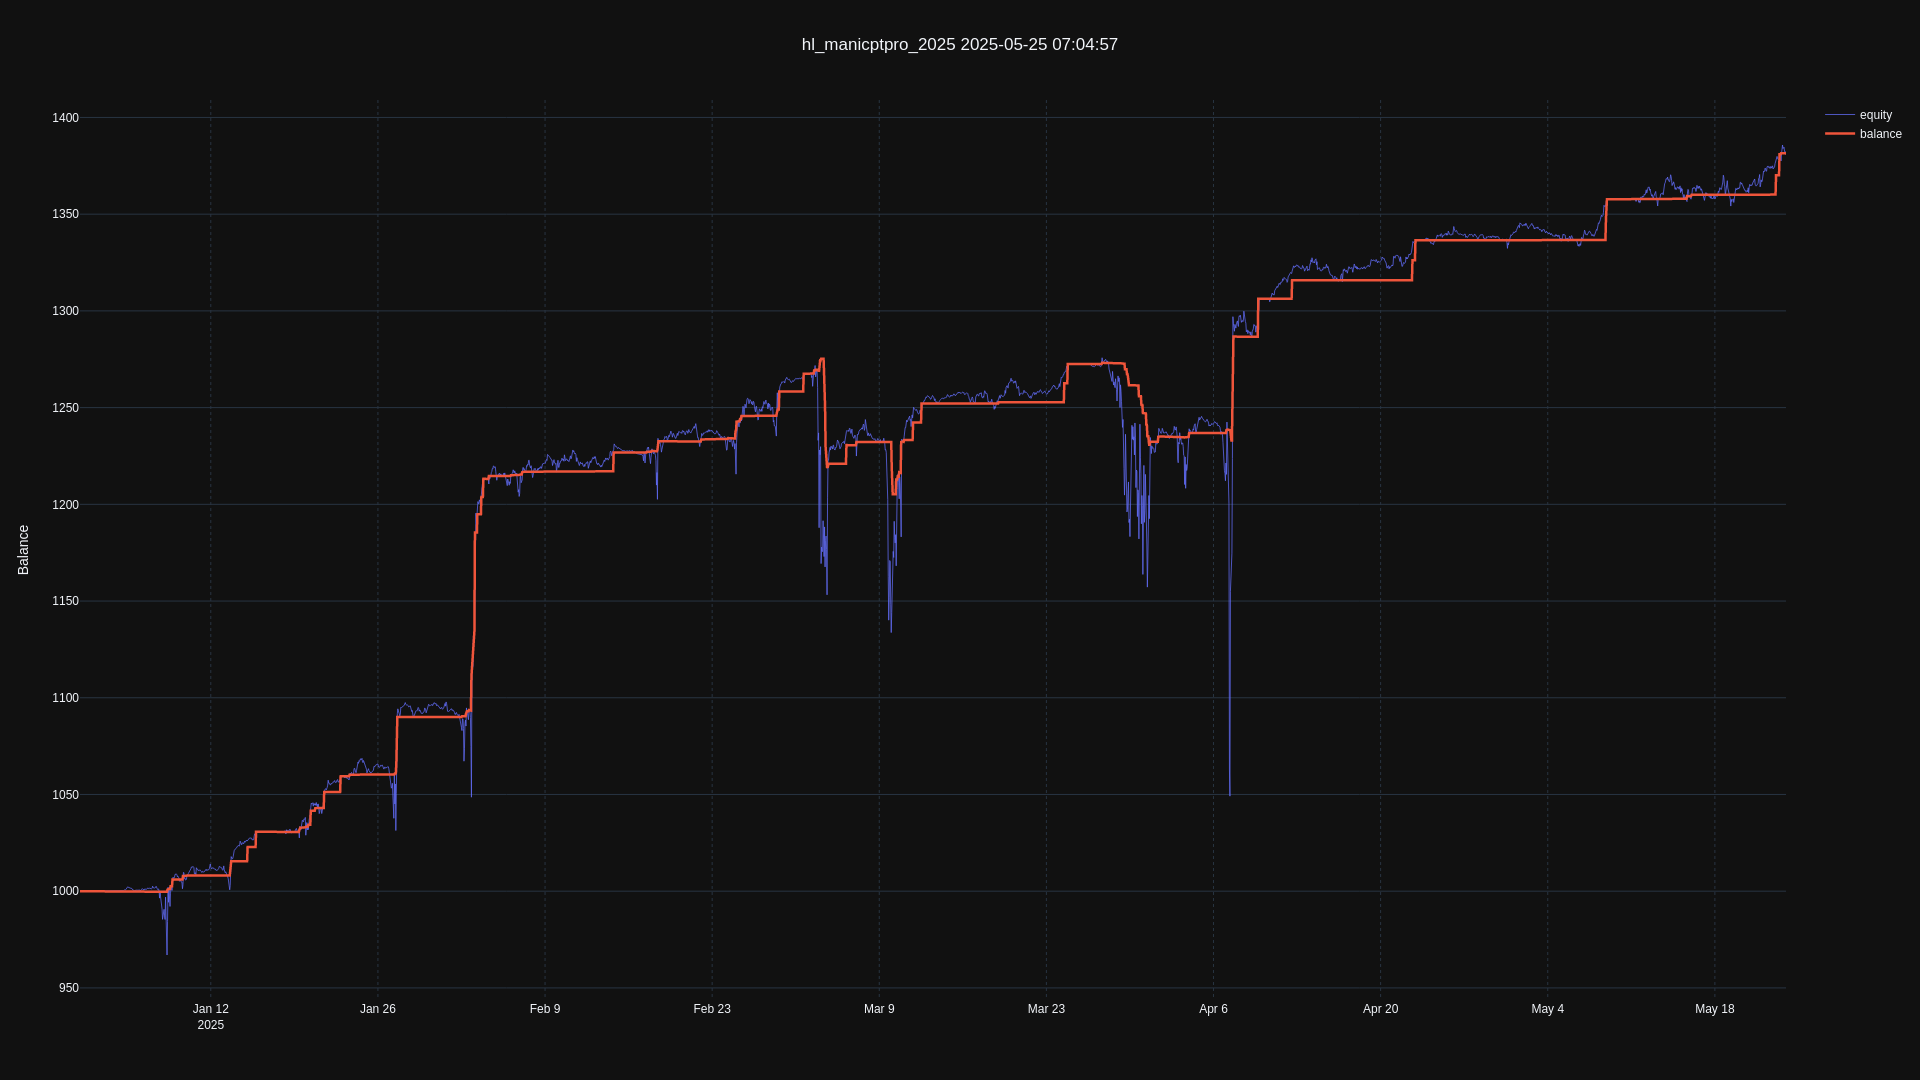 hl_manicptpro_2025 2025-05-25 07:04:57
equity
balance
Balance
1400
1350
1300
1250
1200
1150
1100
1050
1000
950
Jan 12
2025
Jan 26
Feb 9
Feb 23
Mar 9
Mar 23
Apr 6
Apr 20
May 4
May 18